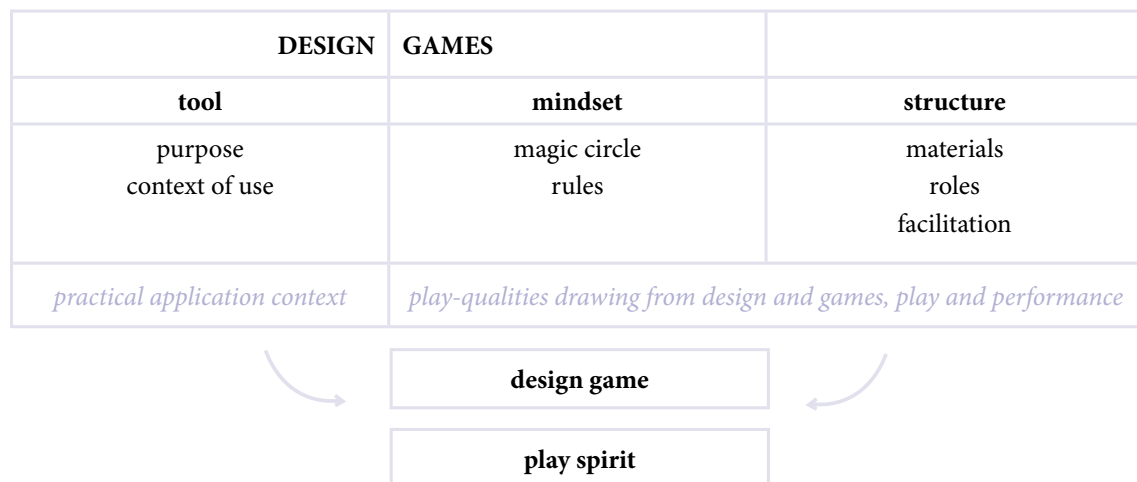 DESIGN GAMES
tool mindset structure
purpose magic circle materials
context of use rules roles
facilitation
practical application context play-qualities drawing from design and games, play and performance
design game
play spirit